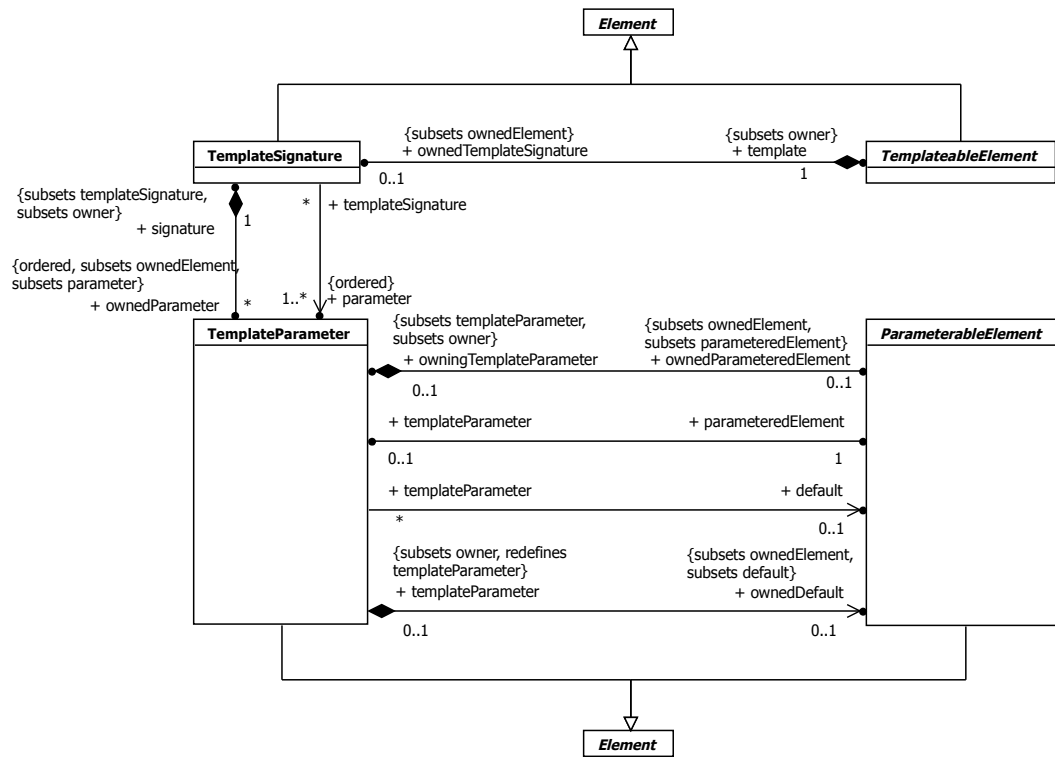 Element
{subsets ownedElement}
+ ownedTemplateSignature
{subsets owner}
+ template
TemplateSignature
TemplateableElement
0..1
1
{subsets templateSignature,
subsets owner}
+ signature
1
*
+ templateSignature
{ordered, subsets ownedElement,
subsets parameter}
+ ownedParameter
*
1..*
{ordered}
+ parameter
TemplateParameter
ParameterableElement
{subsets templateParameter,
subsets owner}
+ owningTemplateParameter
{subsets ownedElement,
subsets parameteredElement}
+ ownedParameteredElement
0..1
0..1
+ templateParameter
+ parameteredElement
0..1
1
+ templateParameter
+ default
*
0..1
{subsets owner, redefines
templateParameter}
+ templateParameter
{subsets ownedElement,
subsets default}
+ ownedDefault
0..1
0..1
Element